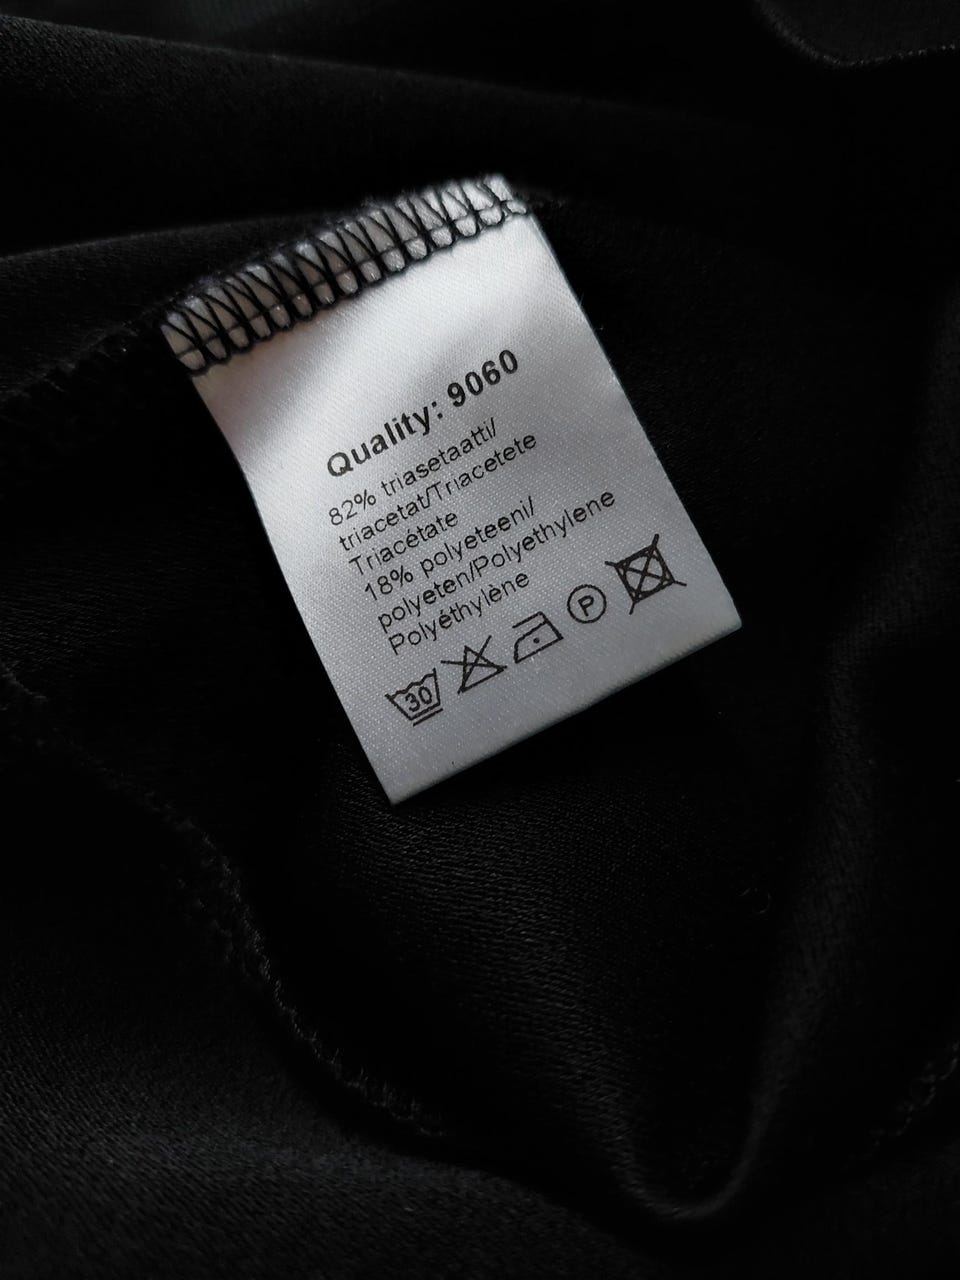 Quality: 9060
82% triasetaatti/
triacetat/Triacetete
Triacétate
18% polyeteeni/
polyeten/Polyethylene
Polyéthylène
30 P